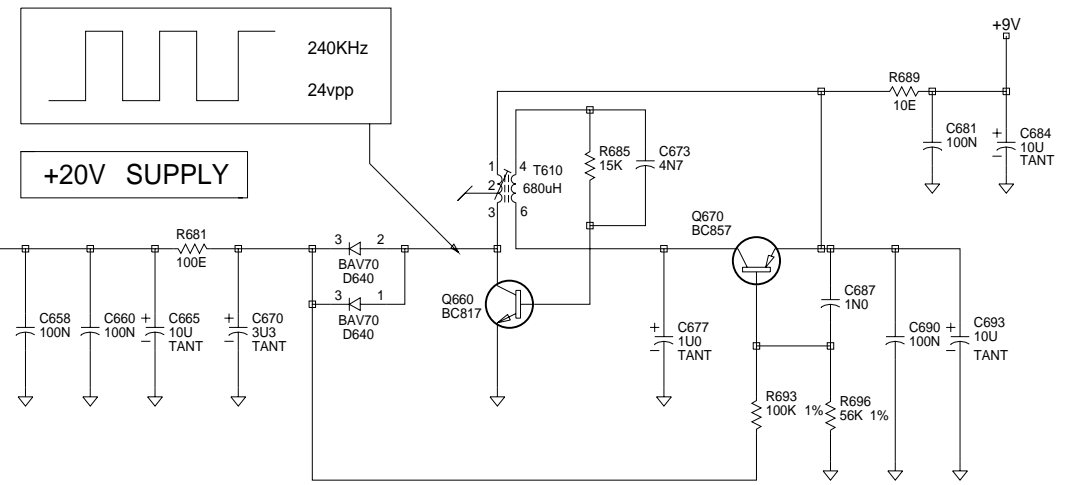 240KHz
24vpp
+20V SUPPLY
+9V
R689
10E
C681
100N
+
−
C684
10U
TANT
1
2
3
4
6
T610
680uH
R685
15K
C673
4N7
Q670
BC857
R681
100E
3 2
BAV70
D640
3 1
BAV70
D640
Q660
BC817
C658
100N
C660
100N
+
−
C665
10U
TANT
+
−
C670
3U3
TANT
+
−
C677
1U0
TANT
C687
1N0
C690
100N
+
−
C693
10U
TANT
R693
100K 1%
R696
56K 1%